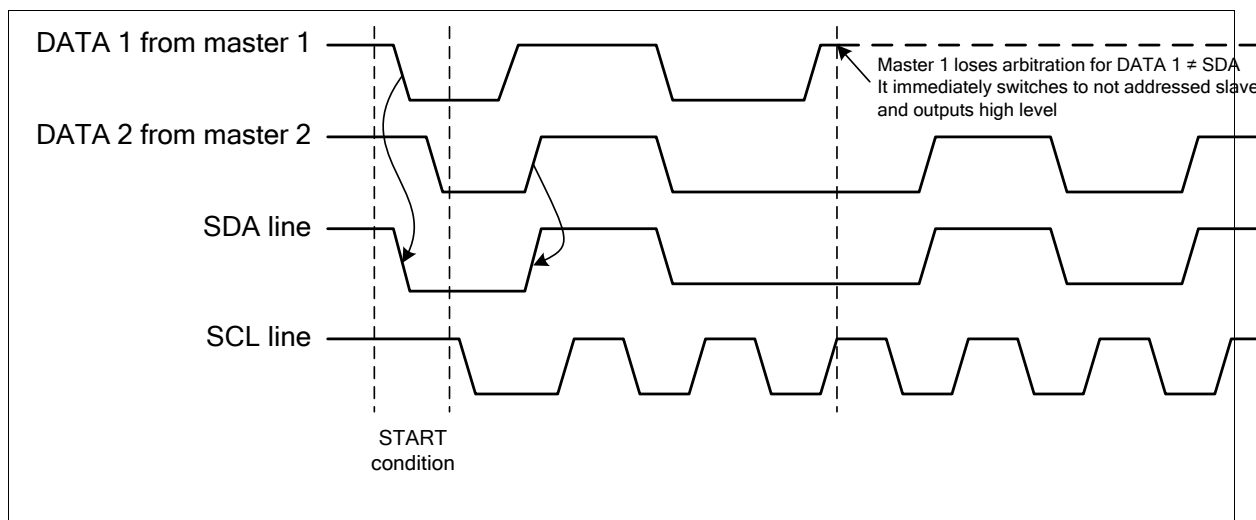 DATA 1 from master 1
Master 1 loses arbitration for DATA 1 ≠ SDA
It immediately switches to not addressed slave
and outputs high level
DATA 2 from master 2
SDA line
SCL line
START
condition